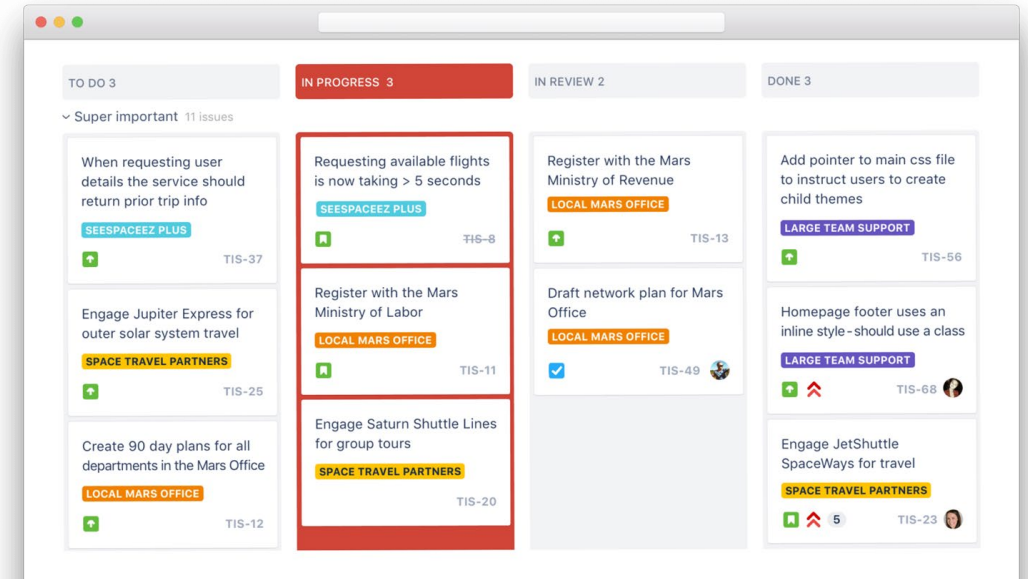 TO DO 3
IN PROGRESS 3
IN REVIEW 2
DONE 3
Super important 11 issues
When requesting user
details the service should
return prior trip info
SEESPACEEZ PLUS
TIS-37
Engage Jupiter Express for
outer solar system travel
SPACE TRAVEL PARTNERS
TIS-25
Create 90 day plans for all
departments in the Mars Office
LOCAL MARS OFFICE
TIS-12
Requesting available flights
is now taking > 5 seconds
SEESPACEEZ PLUS
TIS-8
Register with the Mars
Ministry of Labor
LOCAL MARS OFFICE
TIS-11
Engage Saturn Shuttle Lines
for group tours
SPACE TRAVEL PARTNERS
TIS-20
Register with the Mars
Ministry of Revenue
LOCAL MARS OFFICE
TIS-13
Draft network plan for Mars
Office
LOCAL MARS OFFICE
TIS-49
Add pointer to main css file
to instruct users to create
child themes
LARGE TEAM SUPPORT
TIS-56
Homepage footer uses an
inline style-should use a class
LARGE TEAM SUPPORT
TIS-68
Engage JetShuttle
SpaceWays for travel
SPACE TRAVEL PARTNERS
5 TIS-23